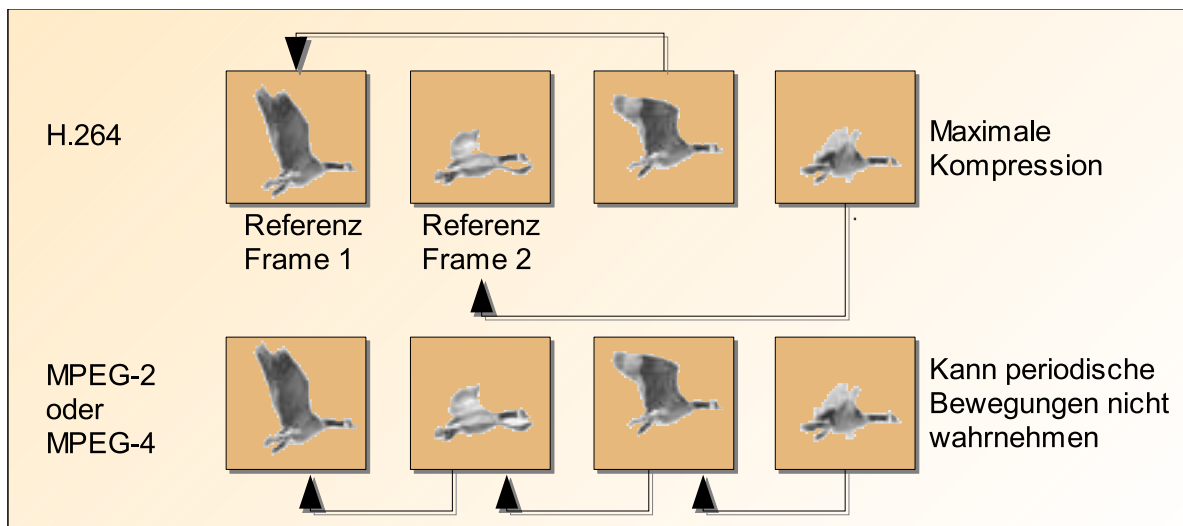 H.264
Maximale
Kompression
Referenz
Frame 1
Referenz
Frame 2
MPEG-2
oder
MPEG-4
Kann periodische
Bewegungen nicht
wahrnehmen